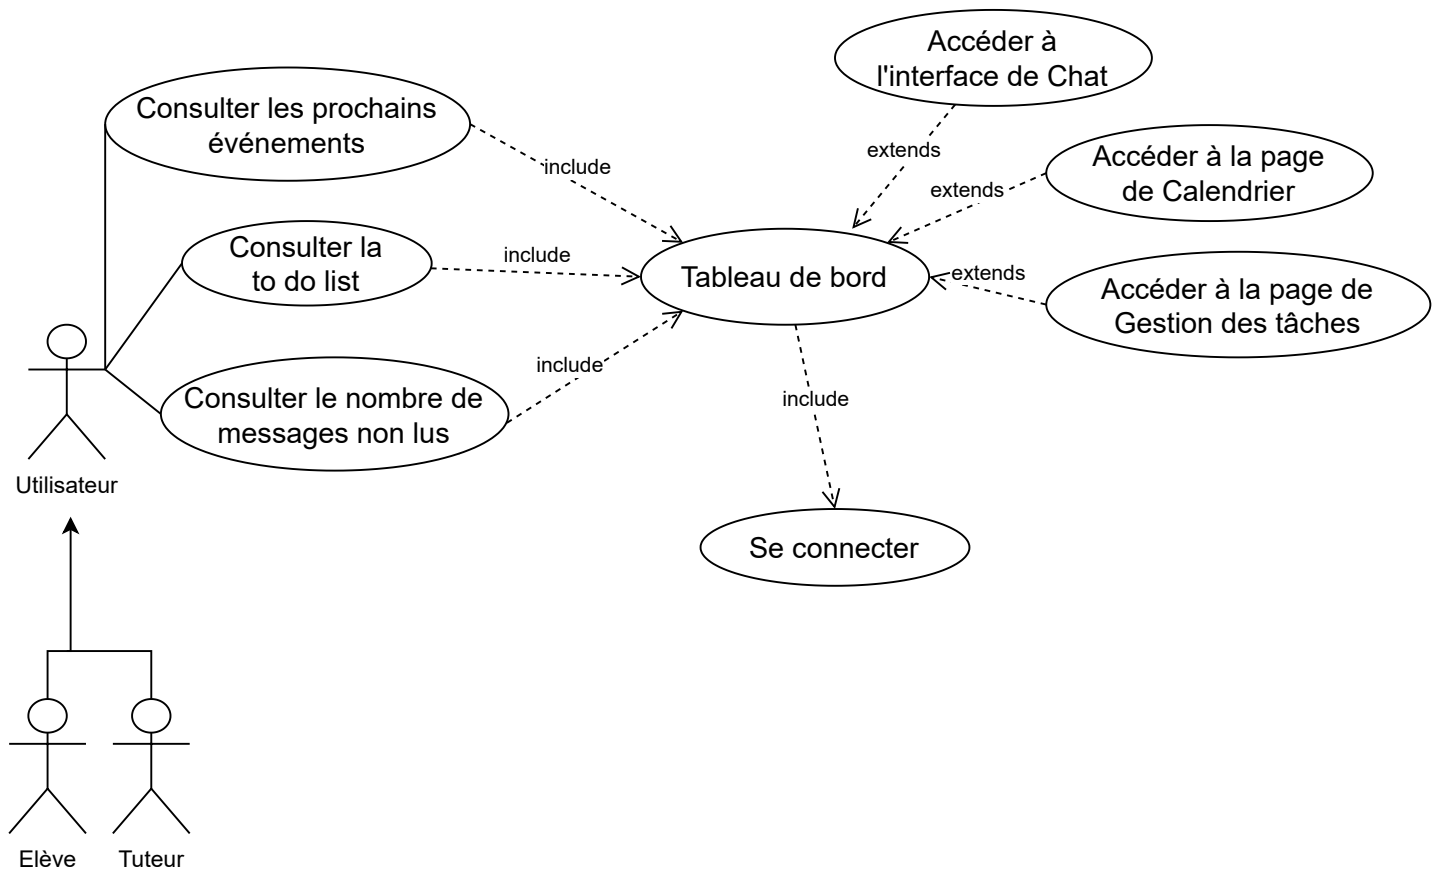 Accéder à
l'interface de Chat
Consulter les prochains
événements
extends
Accéder à la page
de Calendrier
include
extends
Consulter la
to do list
include
Tableau de bord
extends
Accéder à la page de
Gestion des tâches
include
Consulter le nombre de
messages non lus
include
Utilisateur
Se connecter
Elève
Tuteur